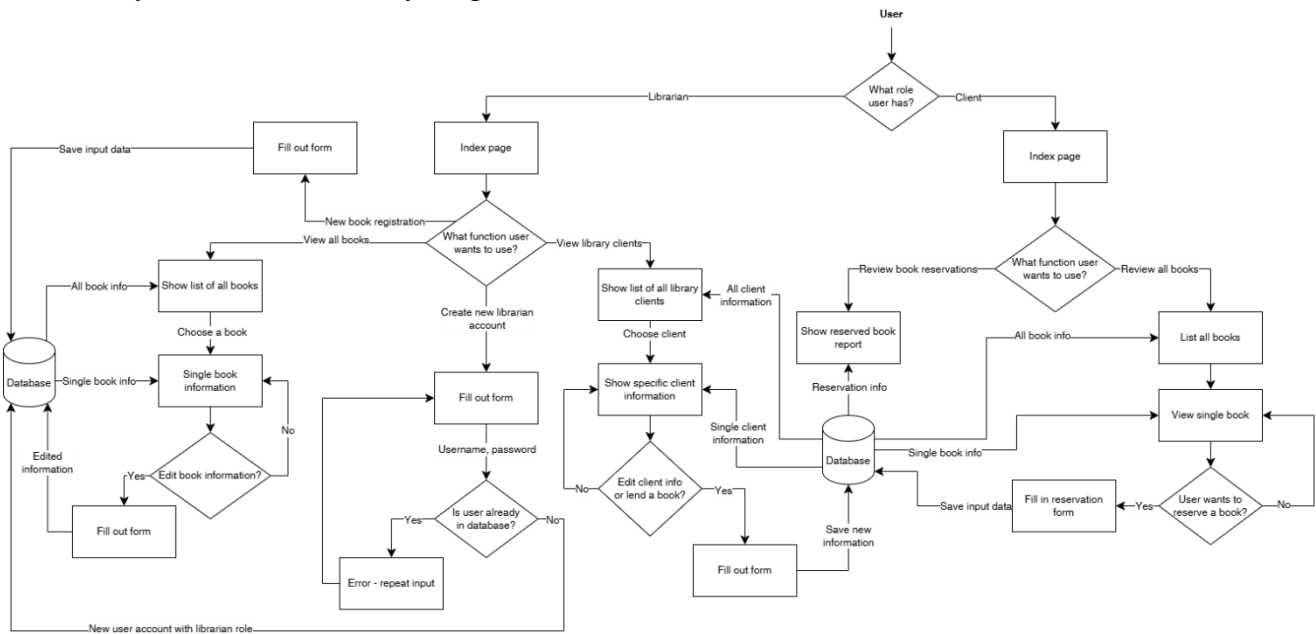 User
What role
user has?
Librarian
Client
Index page
Index page
Fill out form
Save input data
New book registration
View all books
What function user
wants to use?
View library clients
What function user
wants to use?
Review book reservations
Review all books
All book info
Show list of all books
Show list of all library
clients
All client
information
Create new librarian
account
Choose a book
Choose client
Show reserved book
report
All book info
List all books
Database
Single book info
Single book
information
Fill out form
Show specific client
information
Reservation info
View single book
No
Edited
information
Username, password
Single client
information
Database
Single book info
Yes
Edit book information?
No
Edit client info
or lend a book?
Yes
User wants to
reserve a book?
No
Yes
Fill in reservation
form
Save input data
Fill out form
Yes
Is user already
in database?
No
Save new
information
Error - repeat input
Fill out form
New user account with librarian role